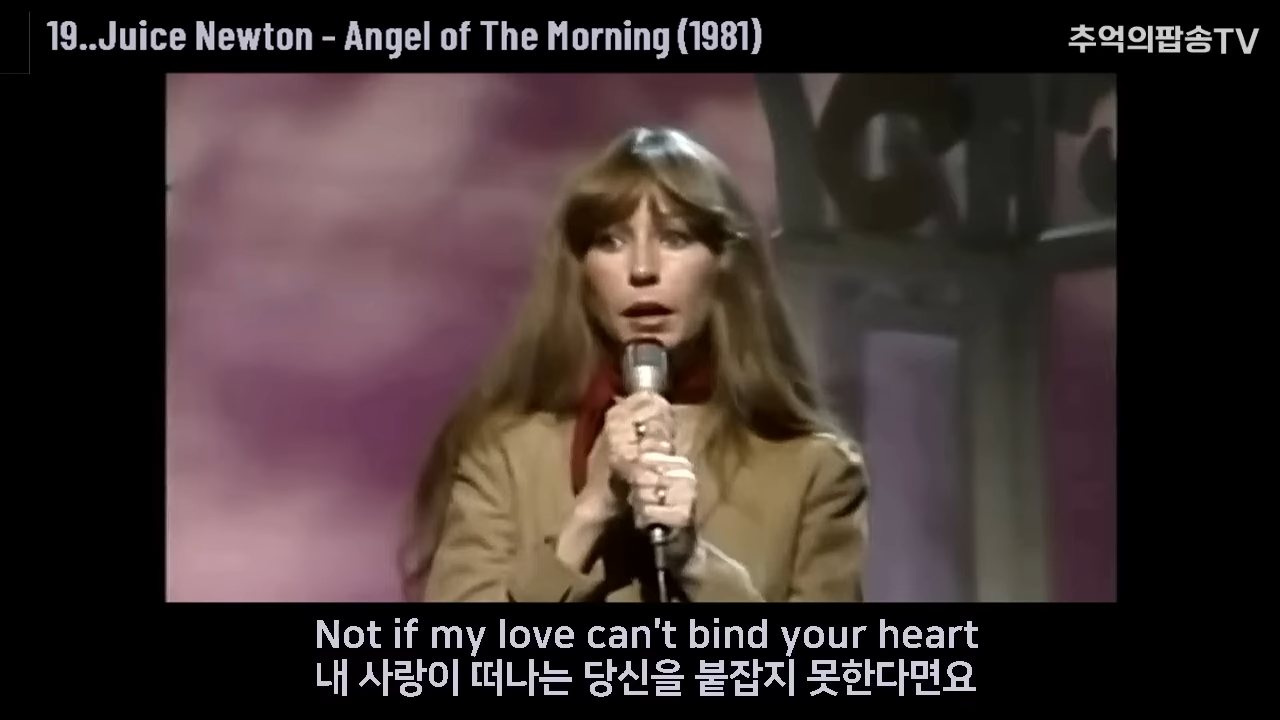 19..Juice Newton - Angel of The Morning (1981)
추억의팝송TV
Not if my love can't bind your heart
내 사랑이 떠나는 당신을 붙잡지 못한다면요